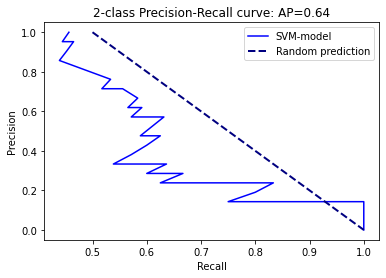 2-class Precision-Recall curve: AP=0.64
SVM-model
Random prediction
Precision
1.0
0.8
0.6
0.4
0.2
0.0
0.5
0.6
0.7
0.8
0.9
1.0
Recall